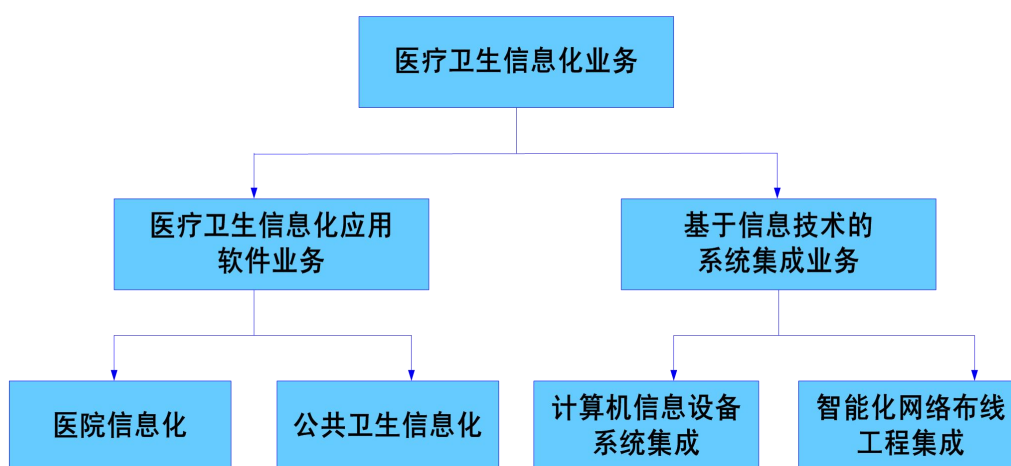 医疗卫生信息化业务
医疗卫生信息化应用
软件业务
基于信息技术的
系统集成业务
医院信息化
公共卫生信息化
计算机信息设备
系统集成
智能化网络布线
工程集成